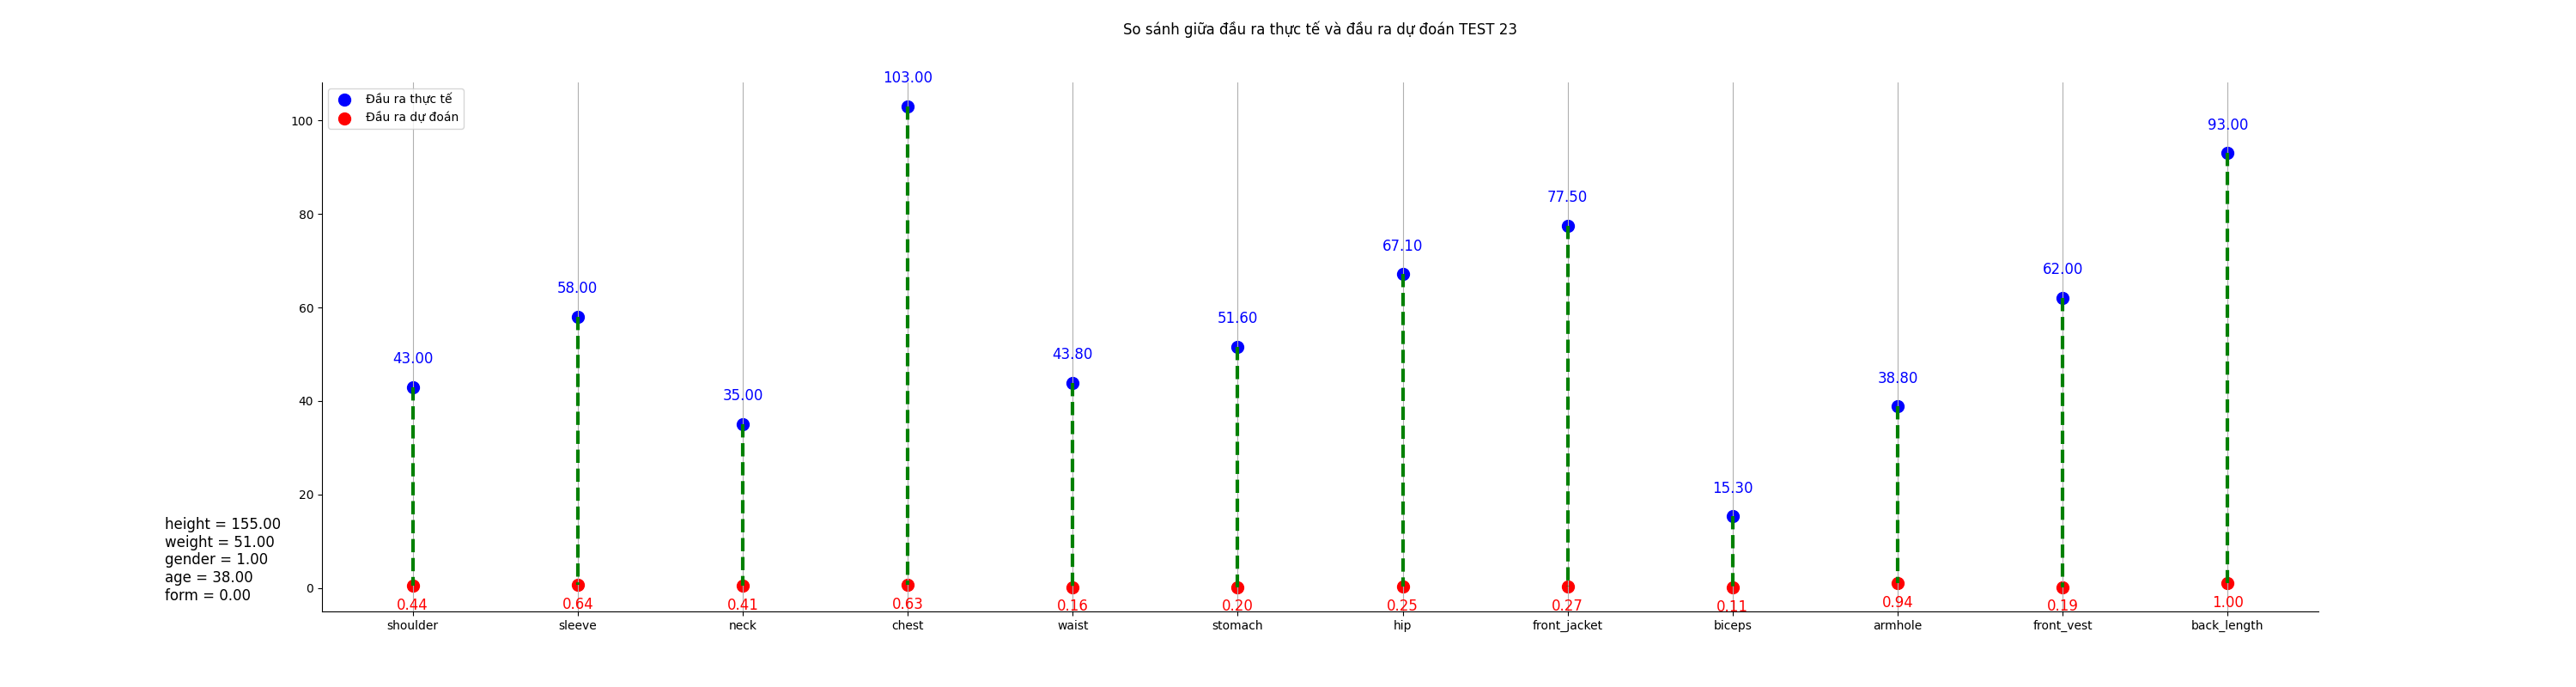 So sánh giữa đầu ra thực tế và đầu ra dự đoán TEST 23
Đầu ra thực tế
Đầu ra dự đoán
103.00
93.00
77.50
67.10
62.00
58.00
51.60
43.00
43.80
35.00
38.80
15.30
100
80
60
40
20
0
height = 155.00
weight = 51.00
gender = 1.00
age = 38.00
form = 0.00
0.44 0.64 0.41 0.63 0.16 0.20 0.25 0.27 0.11 0.94 0.19 1.00
shoulder sleeve neck chest waist stomach hip front_jacket biceps armhole front_vest back_length